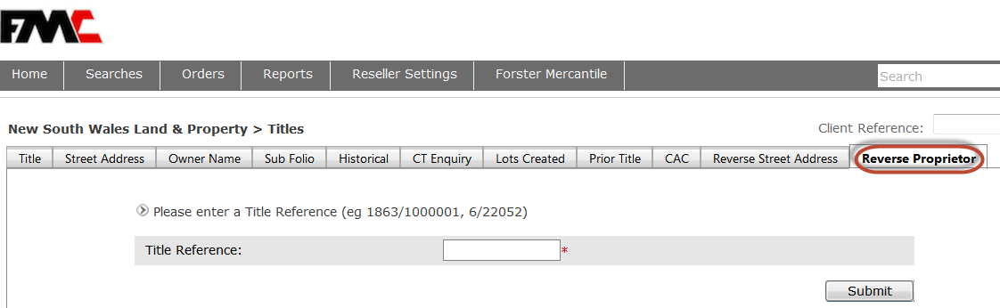 FMC
Home Searches Orders Reports Reseller Settings Forster Mercantile Search
New South Wales Land & Property > Titles Client Reference:
Title Street Address Owner Name Sub Folio Historical CT Enquiry Lots Created Prior Title CAC Reverse Street Address Reverse Proprietor
Please enter a Title Reference (eg 1863/1000001, 6/22052)
Title Reference: *
Submit